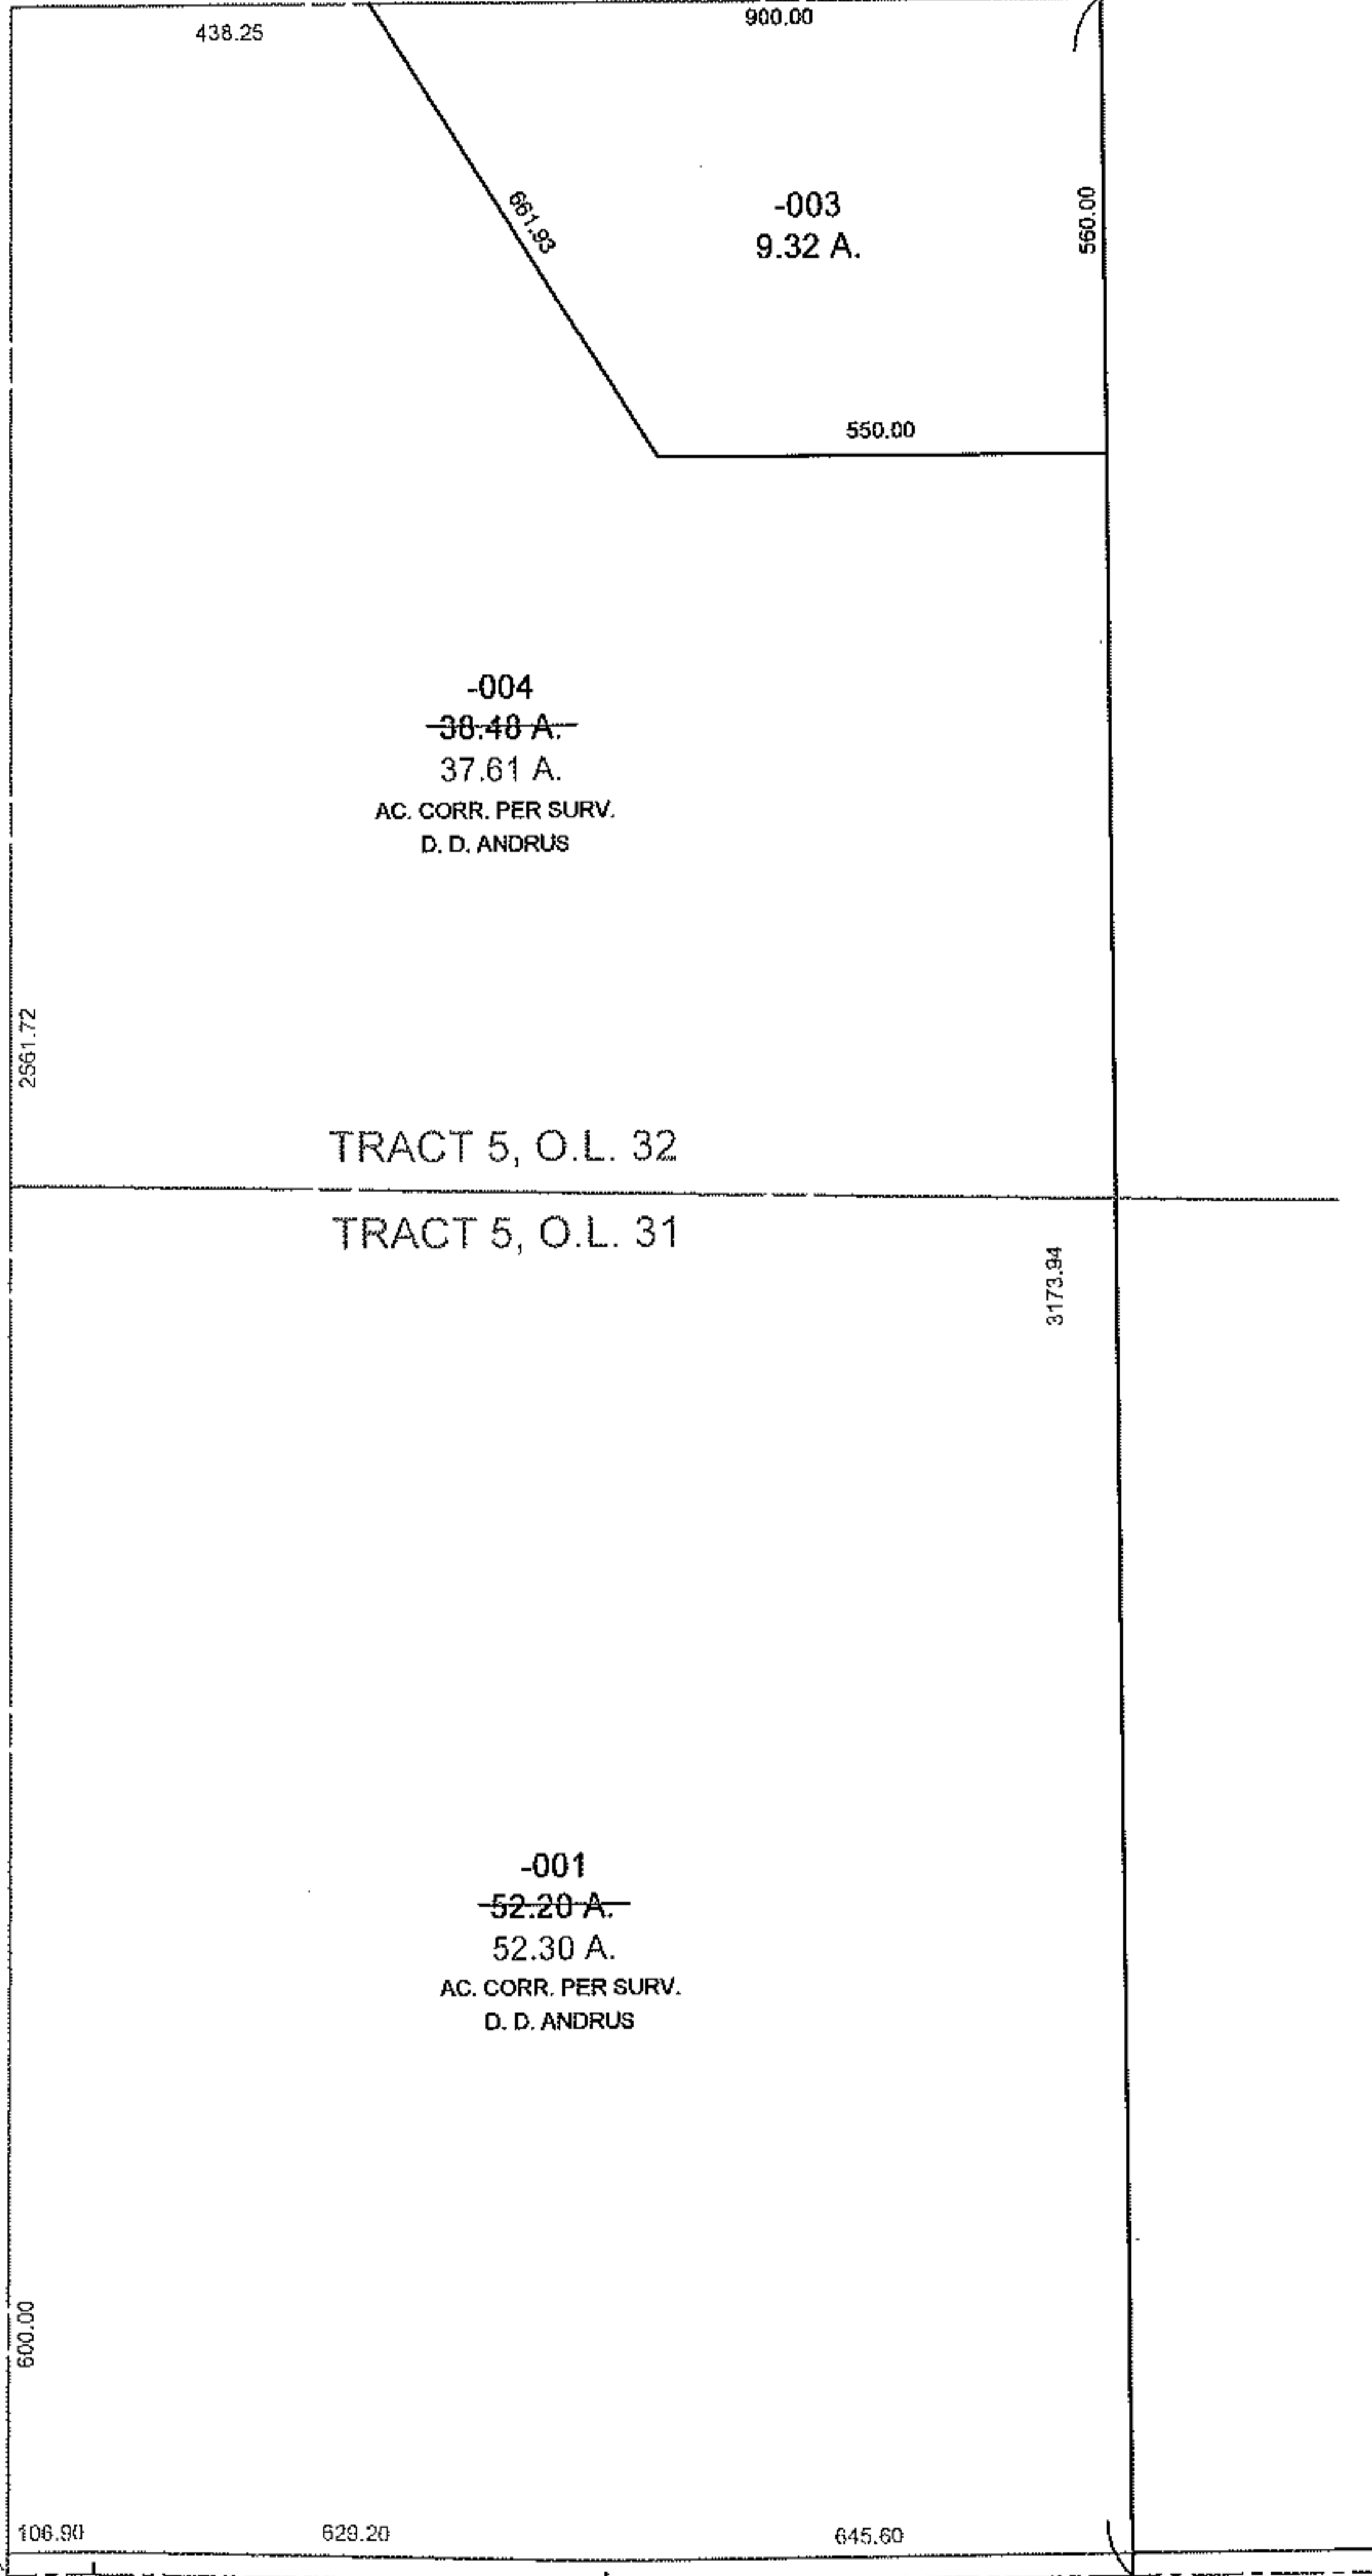 438.25
900.00
661.93
-003
9.32 A.
560.00
550.00
-004
38.48 A.
37.61 A.
AC. CORR. PER SURV.
D. D. ANDRUS
2561.72
TRACT 5, O.L. 32
TRACT 5, O.L. 31
3173.94
-001
52.20 A.
52.30 A.
AC. CORR. PER SURV.
D. D. ANDRUS
600.00
106.90
629.20
645.60